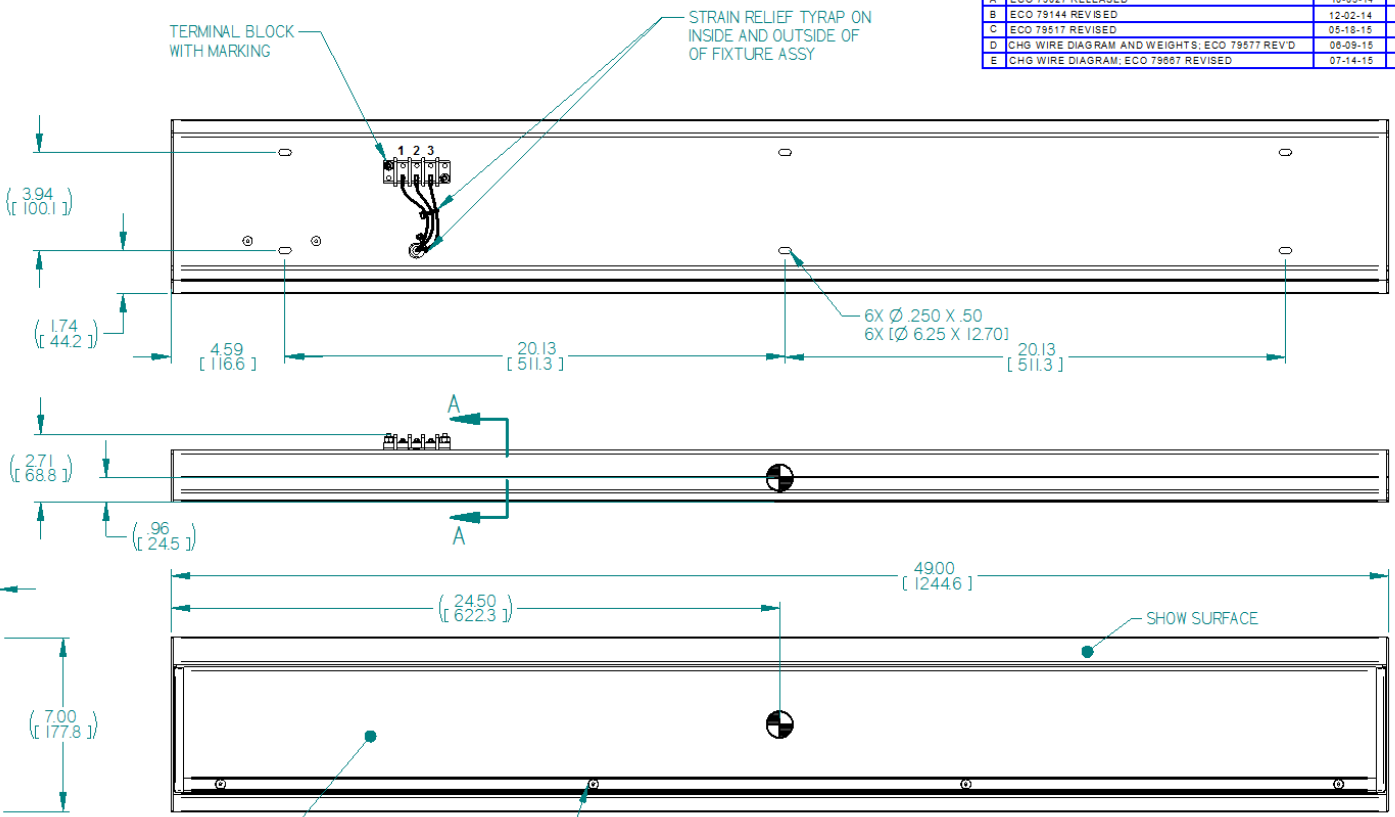 B ECO 79144 REVISED 12-02-14
C ECO 79517 REVISED 05-18-15
D CHG WIRE DIAGRAM AND WEIGHTS; ECO 79577 REV'D 06-09-15
E CHG WIRE DIAGRAM; ECO 79667 REVISED 07-14-15
TERMINAL BLOCK
WITH MARKING
STRAIN RELIEF TYRAP ON
INSIDE AND OUTSIDE OF
OF FIXTURE ASSY
1 2 3
( 3.94 )
([ 100.1 ])
( 1.74 )
([ 44.2 ])
4.59
[ 116.6 ]
20.13
[ 511.3 ]
6X Ø .250 X .50
6X [Ø 6.25 X 12.70]
20.13
[ 511.3 ]
A
( 2.71 )
([ 68.8 ])
( .96 )
([ 24.5 ])
A
49.00
[ 1244.6 ]
( 24.50 )
([ 622.3 ])
SHOW SURFACE
( 7.00 )
([ 177.8 ])